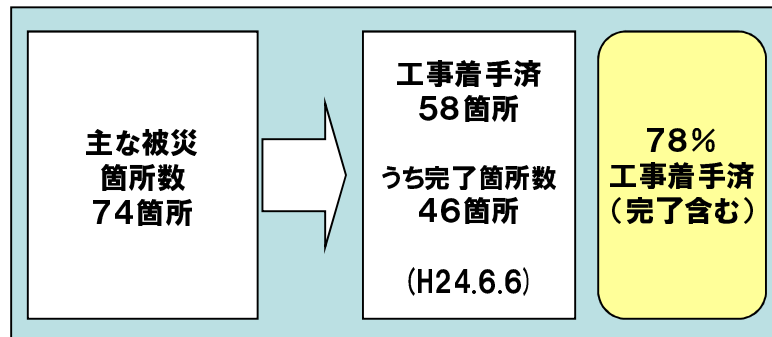 主な被災
箇所数
７４箇所
工事着手済
５８箇所
うち完了箇所数
４６箇所
(H24.6.6)
７８％
工事着手済
（完了含む）